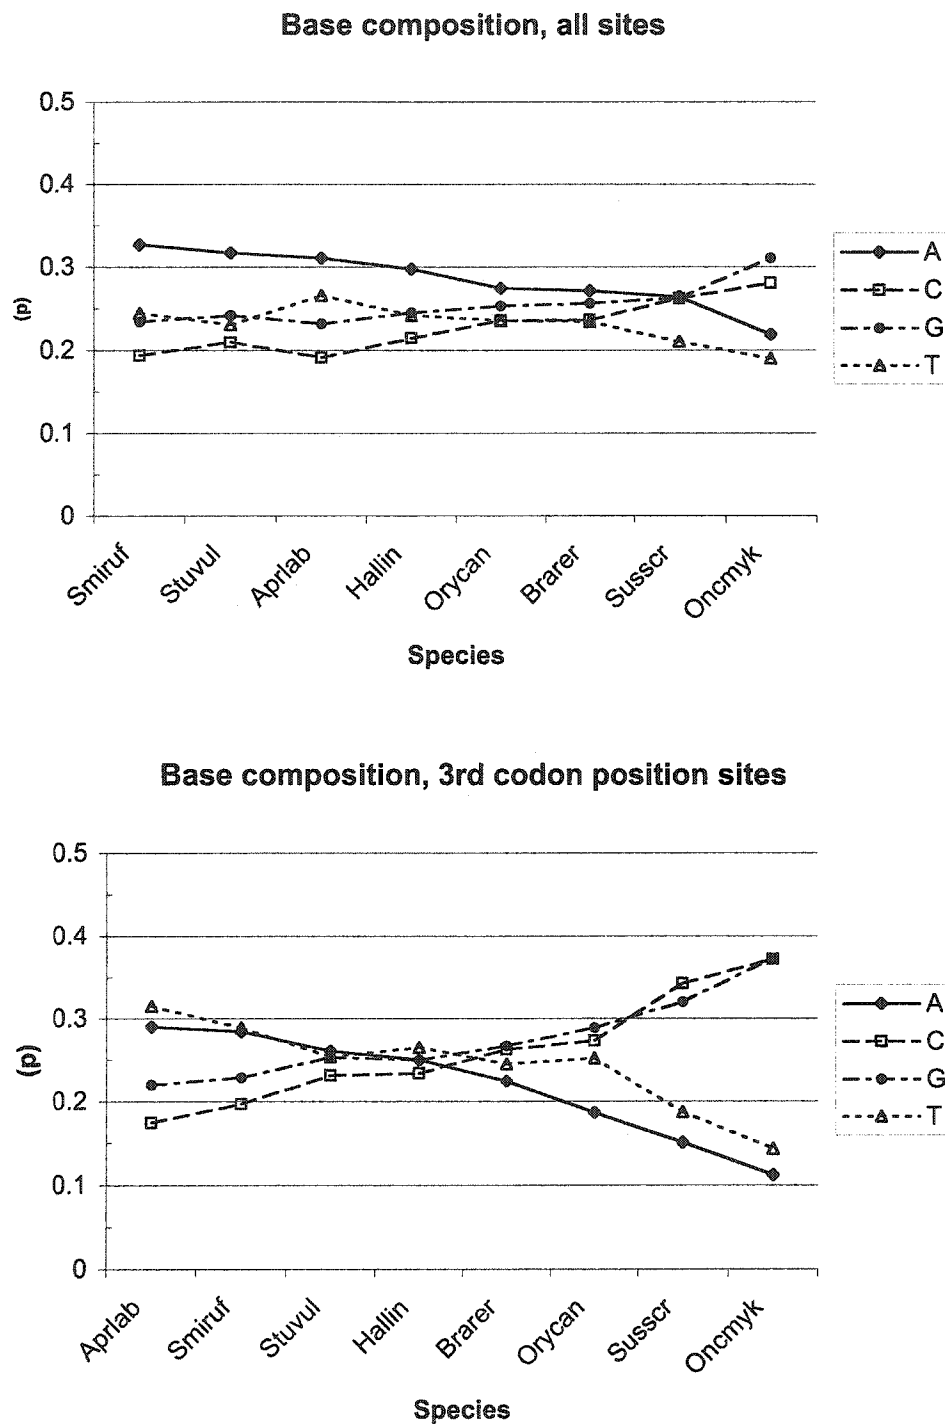 Base composition, all sites
0.5
0.4
0.3
0.2
0.1
0
(p)
Smiruf
Stuvul
Aprlab
Hallin
Orycan
Brarer
Susscr
Oncmyk
Species
A
C
G
T
Base composition, 3rd codon position sites
0.5
0.4
0.3
0.2
0.1
0
(p)
Aprlab
Smiruf
Stuvul
Hallin
Brarer
Orycan
Susscr
Oncmyk
Species
A
C
G
T